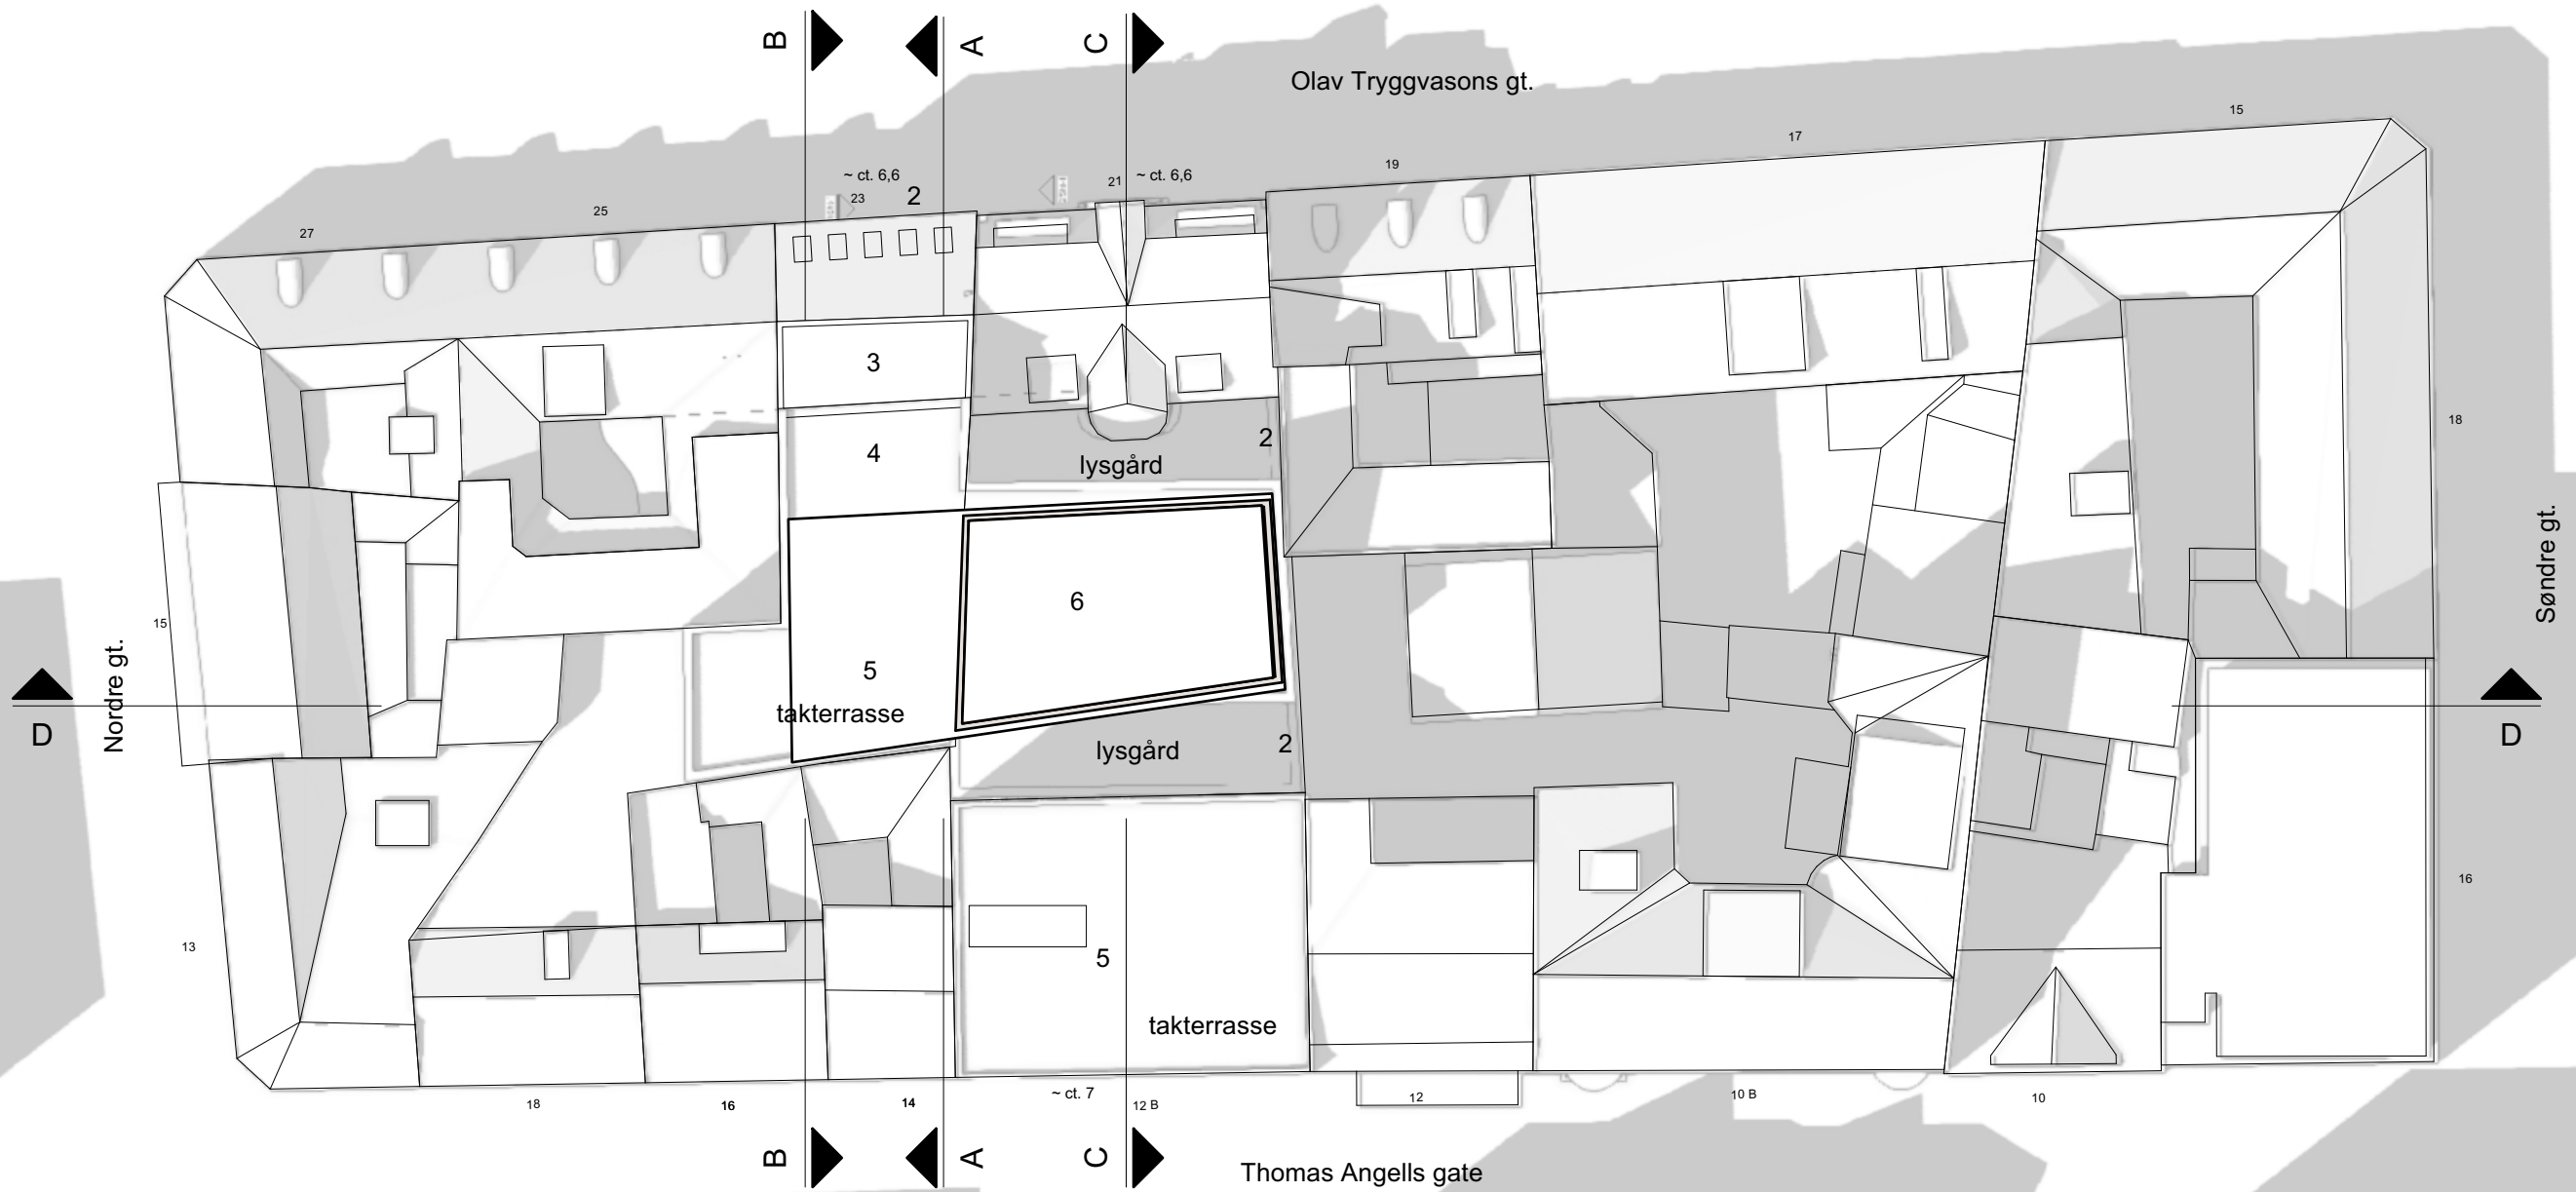 B
A
C
Olav Tryggvasons gt.
15
17
19
~ ct. 6,6
21
~ ct. 6,6
23
2
25
27
3
4
2
lysgård
18
Søndre gt.
6
15
Nordre gt.
5
takterrasse
2
lysgård
D
D
16
13
5
takterrasse
~ ct. 7
18
16
14
12 B
12
10 B
10
B
A
C
Thomas Angells gate